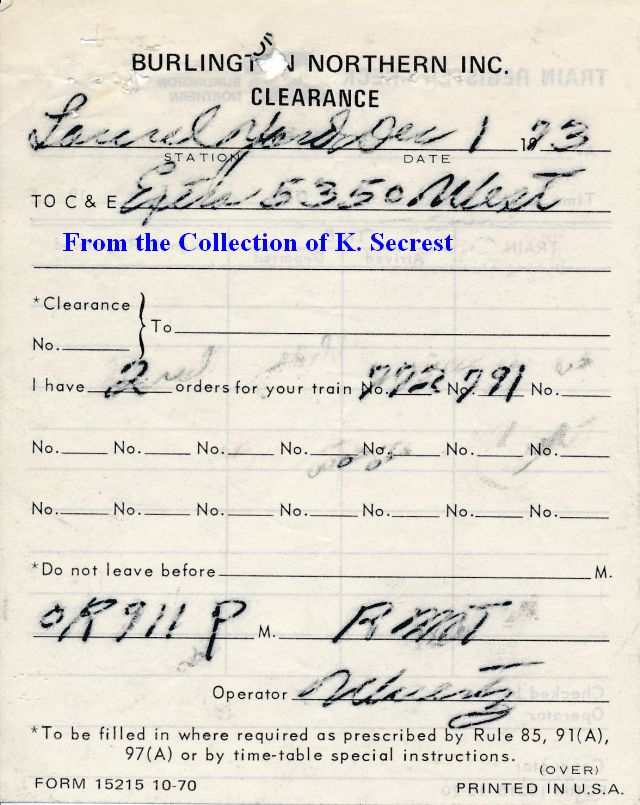 BURLINGTON NORTHERN INC.
CLEARANCE
Laurel Yard Dec 1 1973
STATION DATE
TO C & E Extra 5350 West
From the Collection of K. Secrest
*Clearance
No. } To
I have 2 orders for your train No. 792 No. 791 No.
No. No. No. No. No. No. No.
No. No. No. No. No. No. No.
*Do not leave before M.
OK 911 P M.
Operator
*To be filled in where required as prescribed by Rule 85, 91(A),
97(A) or by time-table special instructions.
(OVER)
FORM 15215 10-70 PRINTED IN U.S.A.